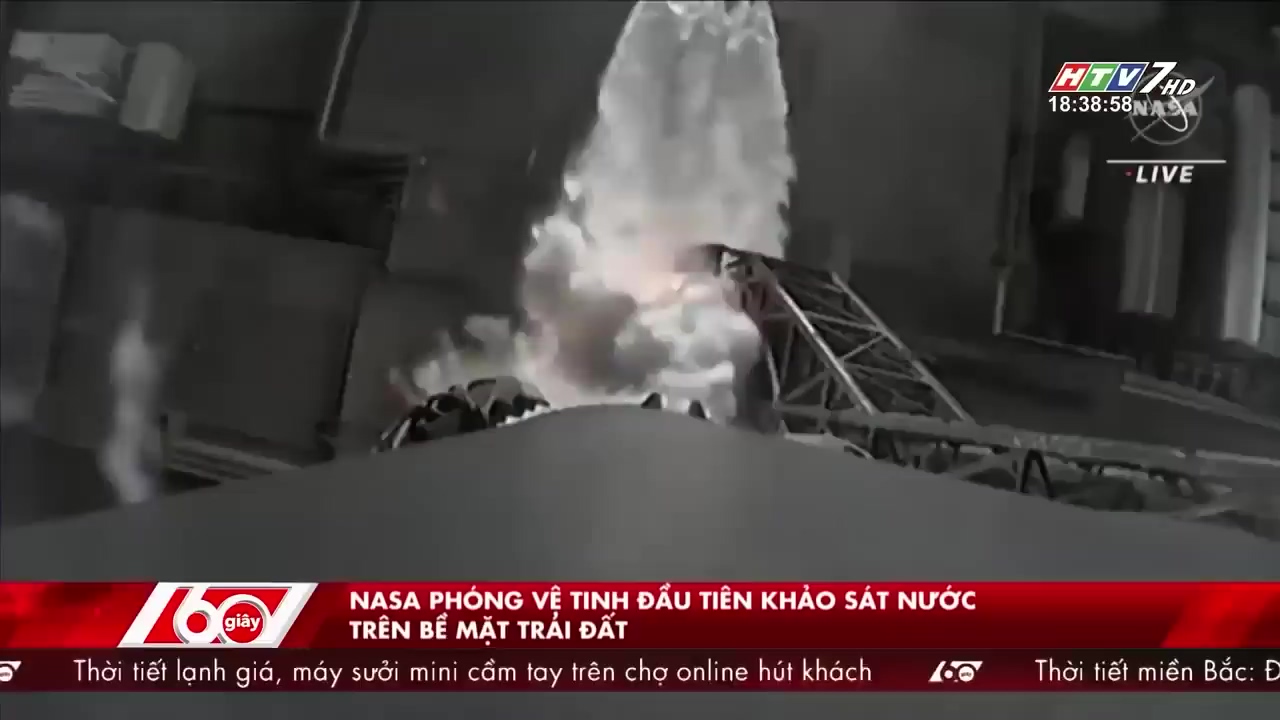 HTV7 HD
18:38:58
NASA
LIVE
60 giây
NASA PHÓNG VỆ TINH ĐẦU TIÊN KHẢO SÁT NƯỚC
TRÊN BỀ MẶT TRÁI ĐẤT
Thời tiết lạnh giá, máy sưởi mini cầm tay trên chợ online hút khách 60 giây Thời tiết miền Bắc: Đ